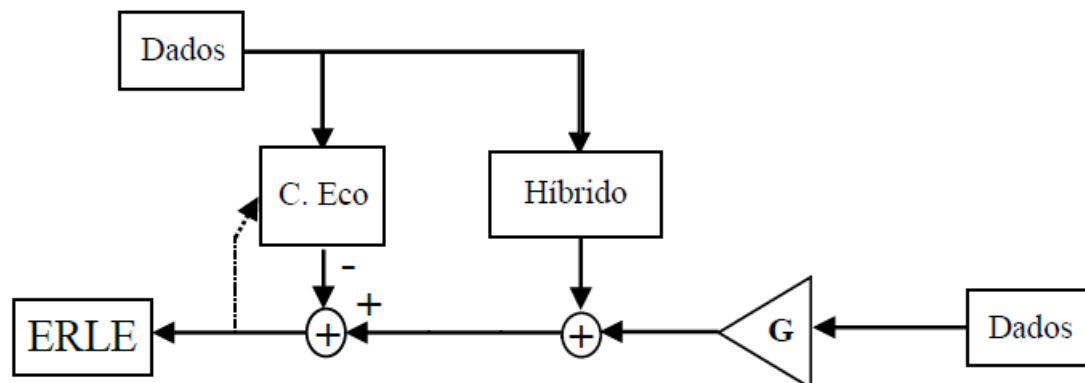 Dados
C. Eco
Híbrido
-
+
ERLE
+
+
G
Dados